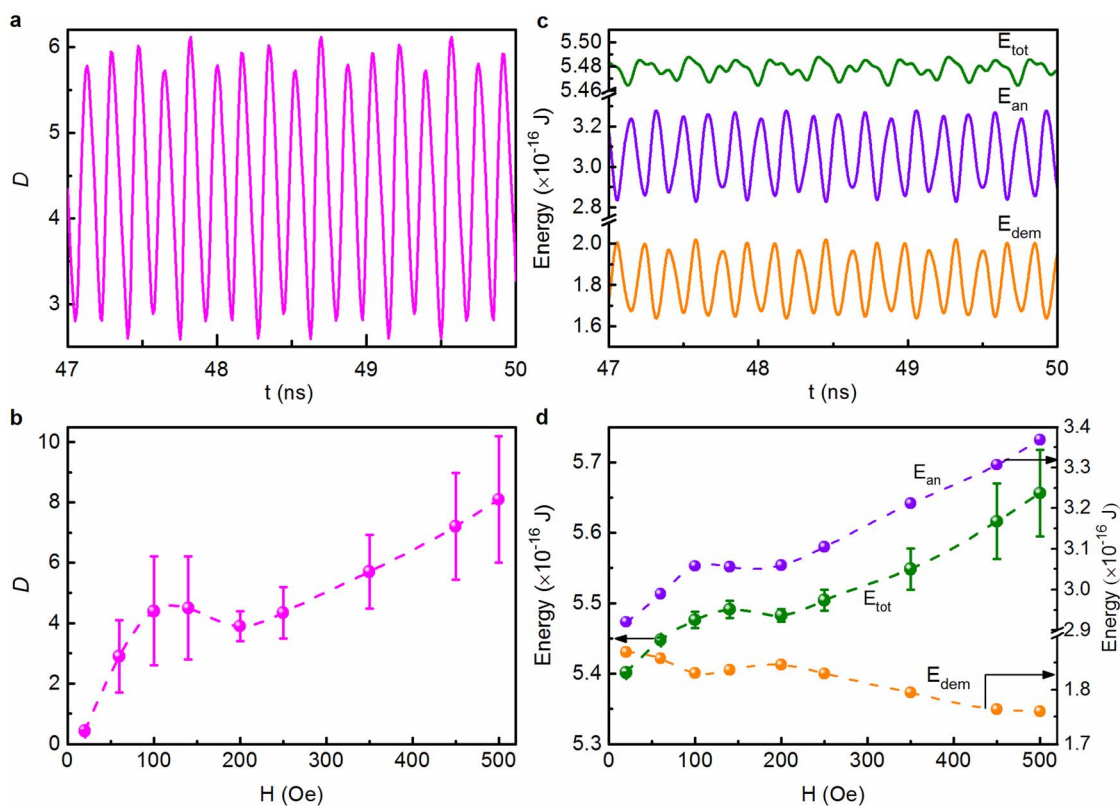 a
6
5
4
3
D
47 48 49 50
t (ns)
b
10
8
6
4
2
0
D
0 100 200 300 400 500
H (Oe)
c
5.50
5.48
5.46
3.2
3.0
2.8
2.0
1.8
1.6
Energy (×10⁻¹⁶ J)
E_tot
E_an
E_dem
47 48 49 50
t (ns)
d
5.7
5.6
5.5
5.4
5.3
Energy (×10⁻¹⁶ J)
E_an
E_tot
E_dem
3.4
3.3
3.2
3.1
3.0
2.9
1.8
1.7
Energy (×10⁻¹⁶ J)
0 100 200 300 400 500
H (Oe)